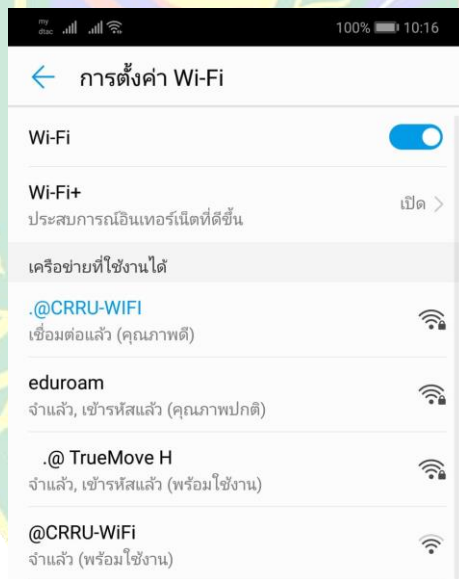 my
dtac
100% 10:16
การตั้งค่า Wi-Fi
Wi-Fi
Wi-Fi+
ประสบการณ์อินเทอร์เน็ตที่ดีขึ้น
เปิด
เครือข่ายที่ใช้งานได้
.@CRRU-WIFI
เชื่อมต่อแล้ว (คุณภาพดี)
eduroam
จำแล้ว, เข้ารหัสแล้ว (คุณภาพปกติ)
.@ TrueMove H
จำแล้ว, เข้ารหัสแล้ว (พร้อมใช้งาน)
@CRRU-WiFi
จำแล้ว (พร้อมใช้งาน)